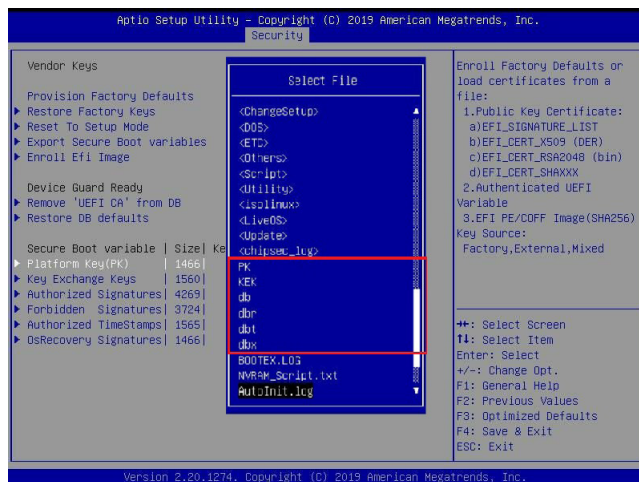 Aptio Setup Utility – Copyright (C) 2019 American Megatrends, Inc.
Security
Vendor Keys
Provision Factory Defaults
Restore Factory Keys
Reset To Setup Mode
Export Secure Boot variables
Enroll Efi Image
Device Guard Ready
Remove 'UEFI CA' from DB
Restore DB defaults
Secure Boot variable | Size| Ke
Platform Key(PK) | 1466|
Key Exchange Keys | 1560|
Authorized Signatures| 4269|
Forbidden Signatures| 3724|
Authorized TimeStamps| 1565|
OsRecovery Signatures| 1466|
Select File
<ChangeSetup>
<DOS>
<ETC>
<Others>
<Script>
<Utility>
<isolinux>
<LiveOS>
<Update>
<chipsec_log>
PK
KEK
db
dbr
dbt
dbx
BOOTEX.LOG
NVRAM_Script.txt
AutoInit.log
Enroll Factory Defaults or
load certificates from a
file:
1.Public Key Certificate:
a)EFI_SIGNATURE_LIST
b)EFI_CERT_X509 (DER)
c)EFI_CERT_RSA2048 (bin)
d)EFI_CERT_SHAXXX
2.Authenticated UEFI
Variable
3.EFI PE/COFF Image(SHA256)
Key Source:
Factory,External,Mixed
→←: Select Screen
↑↓: Select Item
Enter: Select
+/-: Change Opt.
F1: General Help
F2: Previous Values
F3: Optimized Defaults
F4: Save & Exit
ESC: Exit
Version 2.20.1274. Copyright (C) 2019 American Megatrends, Inc.